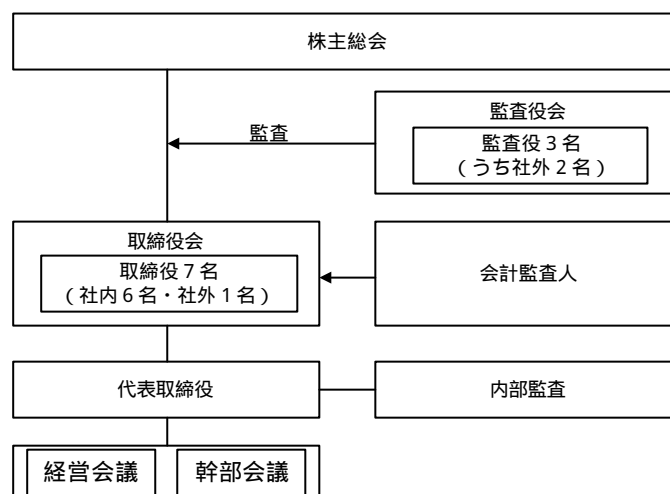 株主総会
監査役会
監査
監査役3名
(うち社外2名)
取締役会
取締役7名
(社内6名・社外1名)
会計監査人
代表取締役
内部監査
経営会議
幹部会議